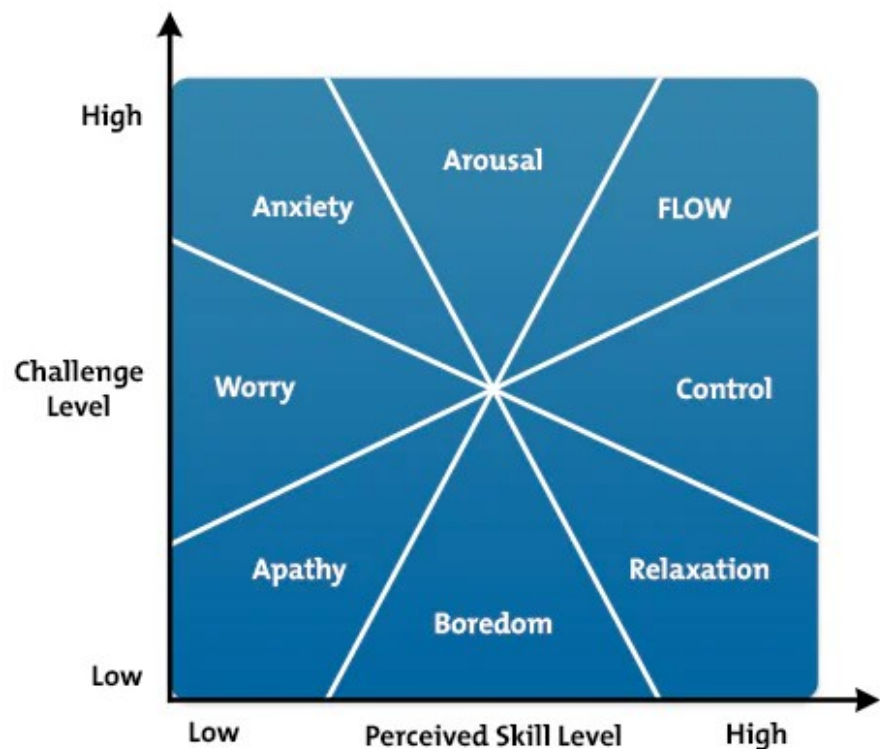 High
Arousal
Anxiety
FLOW
Challenge
Level
Worry
Control
Apathy
Relaxation
Boredom
Low
Low
Perceived Skill Level
High